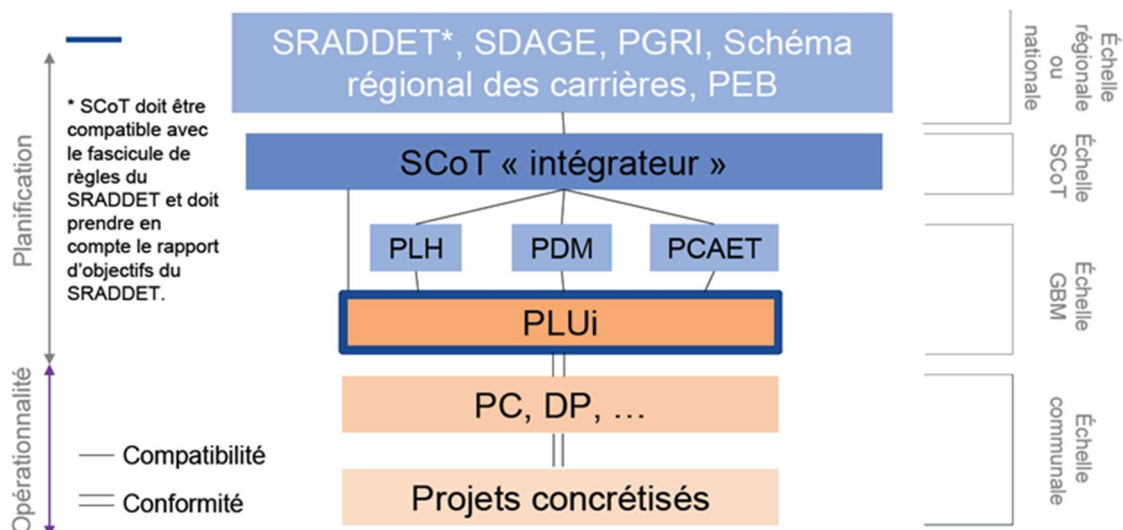 SRADDET*, SDAGE, PGRI, Schéma
régional des carrières, PEB
Échelle
régionale
ou
nationale
* SCoT doit être
compatible avec
le fascicule de
règles du
SRADDET et doit
prendre en
compte le rapport
d'objectifs du
SRADDET.
Planification
SCoT « intégrateur »
Échelle
SCoT
PLH
PDM
PCAET
PLUi
Échelle
GBM
Opérationnalité
PC, DP, ...
Échelle
communale
Compatibilité
Conformité
Projets concrétisés